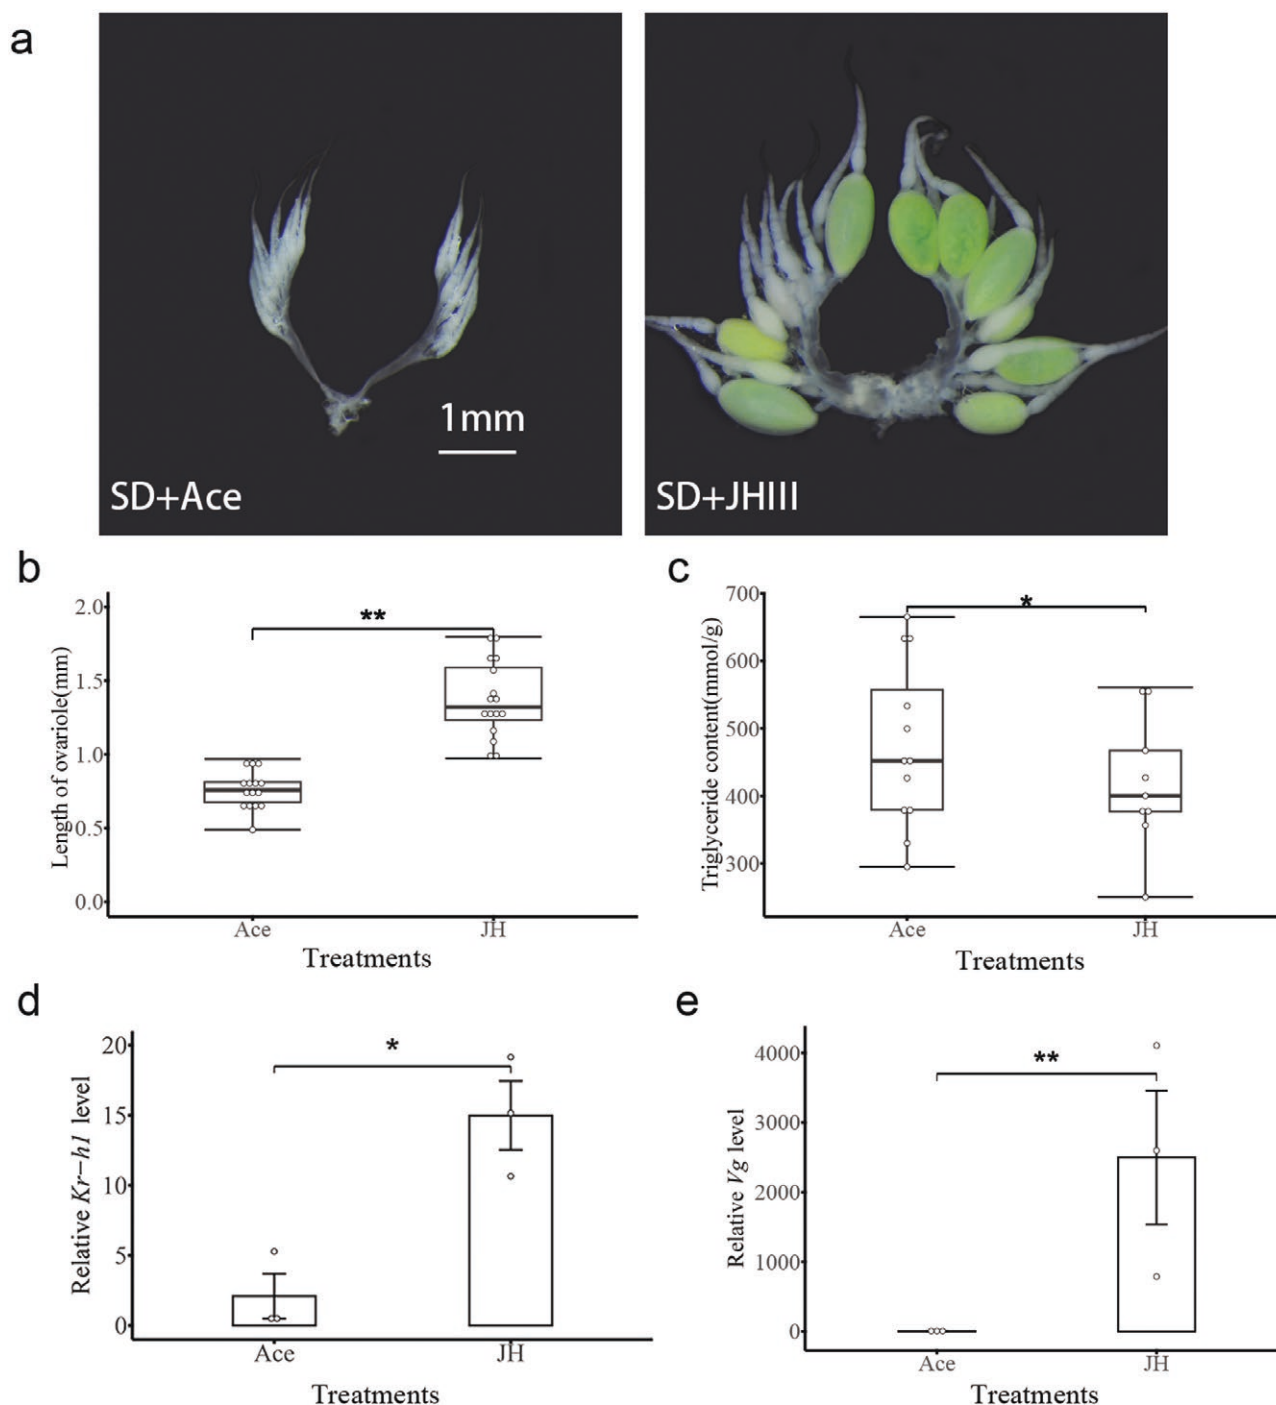 a
SD+Ace
1mm
SD+JHIII
b
Length of ovariole(mm)
2.0
1.5
1.0
0.5
0.0
**
Ace
JH
Treatments
c
Triglyceride content(mmol/g)
700
600
500
400
300
*
Ace
JH
Treatments
d
Relative Kr-h1 level
20
15
10
5
0
*
Ace
JH
Treatments
e
Relative Vg level
4000
3000
2000
1000
0
**
Ace
JH
Treatments